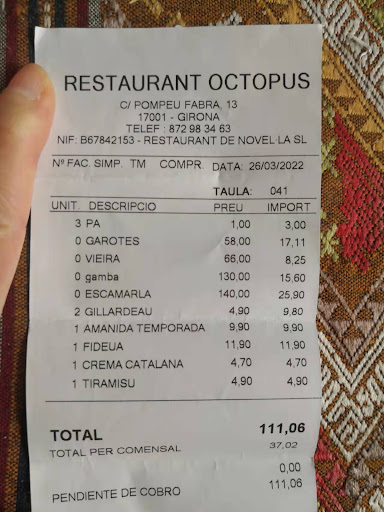 RESTAURANT OCTOPUS
C/ POMPEU FABRA, 13
17001 - GIRONA
TELEF : 872 98 34 63
NIF: B67842153 - RESTAURANT DE NOVEL·LA SL
Nº FAC. SIMP. TM COMPR. DATA: 26/03/2022
TAULA: 041
UNIT. DESCRIPCIO PREU IMPORT
3 PA 1,00 3,00
0 GAROTES 58,00 17,11
0 VIEIRA 66,00 8,25
0 gamba 130,00 15,60
0 ESCAMARLA 140,00 25,90
2 GILLARDEAU 4,90 9,80
1 AMANIDA TEMPORADA 9,90 9,90
1 FIDEUA 11,90 11,90
1 CREMA CATALANA 4,70 4,70
1 TIRAMISU 4,90 4,90
TOTAL 111,06
TOTAL PER COMENSAL 37,02
0,00
PENDIENTE DE COBRO 111,06